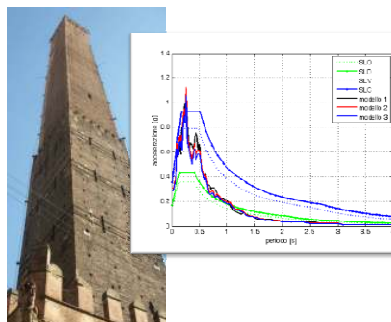 1.4
1.2
1
0.8
0.6
0.4
0.2
0
accelerazione [g]
0 0.5 1 1.5 2 2.5 3 3.5
periodo [s]
SLO
SLD
SLV
SLC
modello 1
modello 2
modello 3